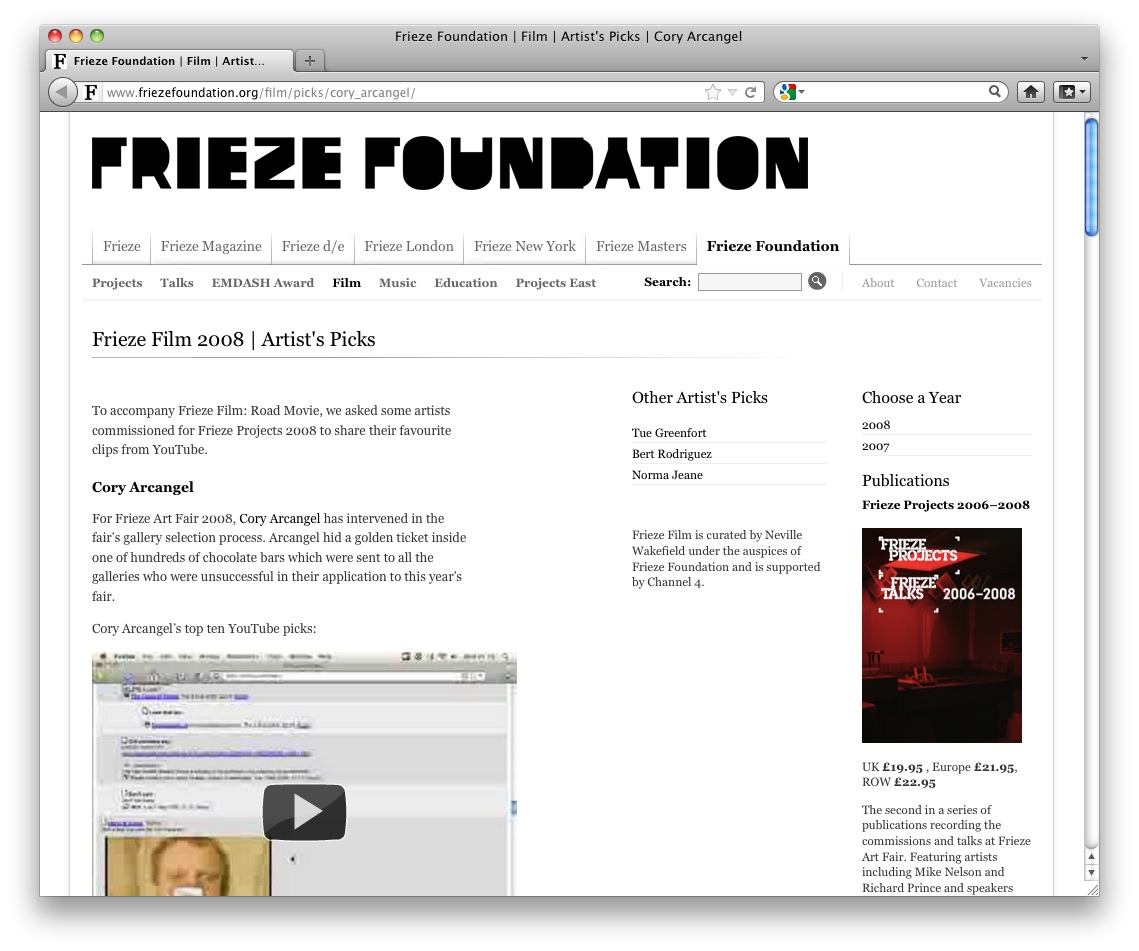 Frieze Foundation | Film | Artist's Picks | Cory Arcangel
Frieze Foundation | Film | Artist...
www.friezefoundation.org/film/picks/cory_arcangel/
FRIEZE FOUNDATION
Frieze
Frieze Magazine
Frieze d/e
Frieze London
Frieze New York
Frieze Masters
Frieze Foundation
Projects
Talks
EMDASH Award
Film
Music
Education
Projects East
Search:
About
Contact
Vacancies
Frieze Film 2008 | Artist's Picks
To accompany Frieze Film: Road Movie, we asked some artists
commissioned for Frieze Projects 2008 to share their favourite
clips from YouTube.
Cory Arcangel
For Frieze Art Fair 2008, Cory Arcangel has intervened in the
fair's gallery selection process. Arcangel hid a golden ticket inside
one of hundreds of chocolate bars which were sent to all the
galleries who were unsuccessful in their application to this year's
fair.
Cory Arcangel's top ten YouTube picks:
Other Artist's Picks
Tue Greenfort
Bert Rodriguez
Norma Jeane
Frieze Film is curated by Neville
Wakefield under the auspices of
Frieze Foundation and is supported
by Channel 4.
Choose a Year
2008
2007
Publications
Frieze Projects 2006–2008
FRIEZE
PROJECTS
FRIEZE
TALKS 2006–2008
UK £19.95 , Europe £21.95,
ROW £22.95
The second in a series of
publications recording the
commissions and talks at Frieze
Art Fair. Featuring artists
including Mike Nelson and
Richard Prince and speakers